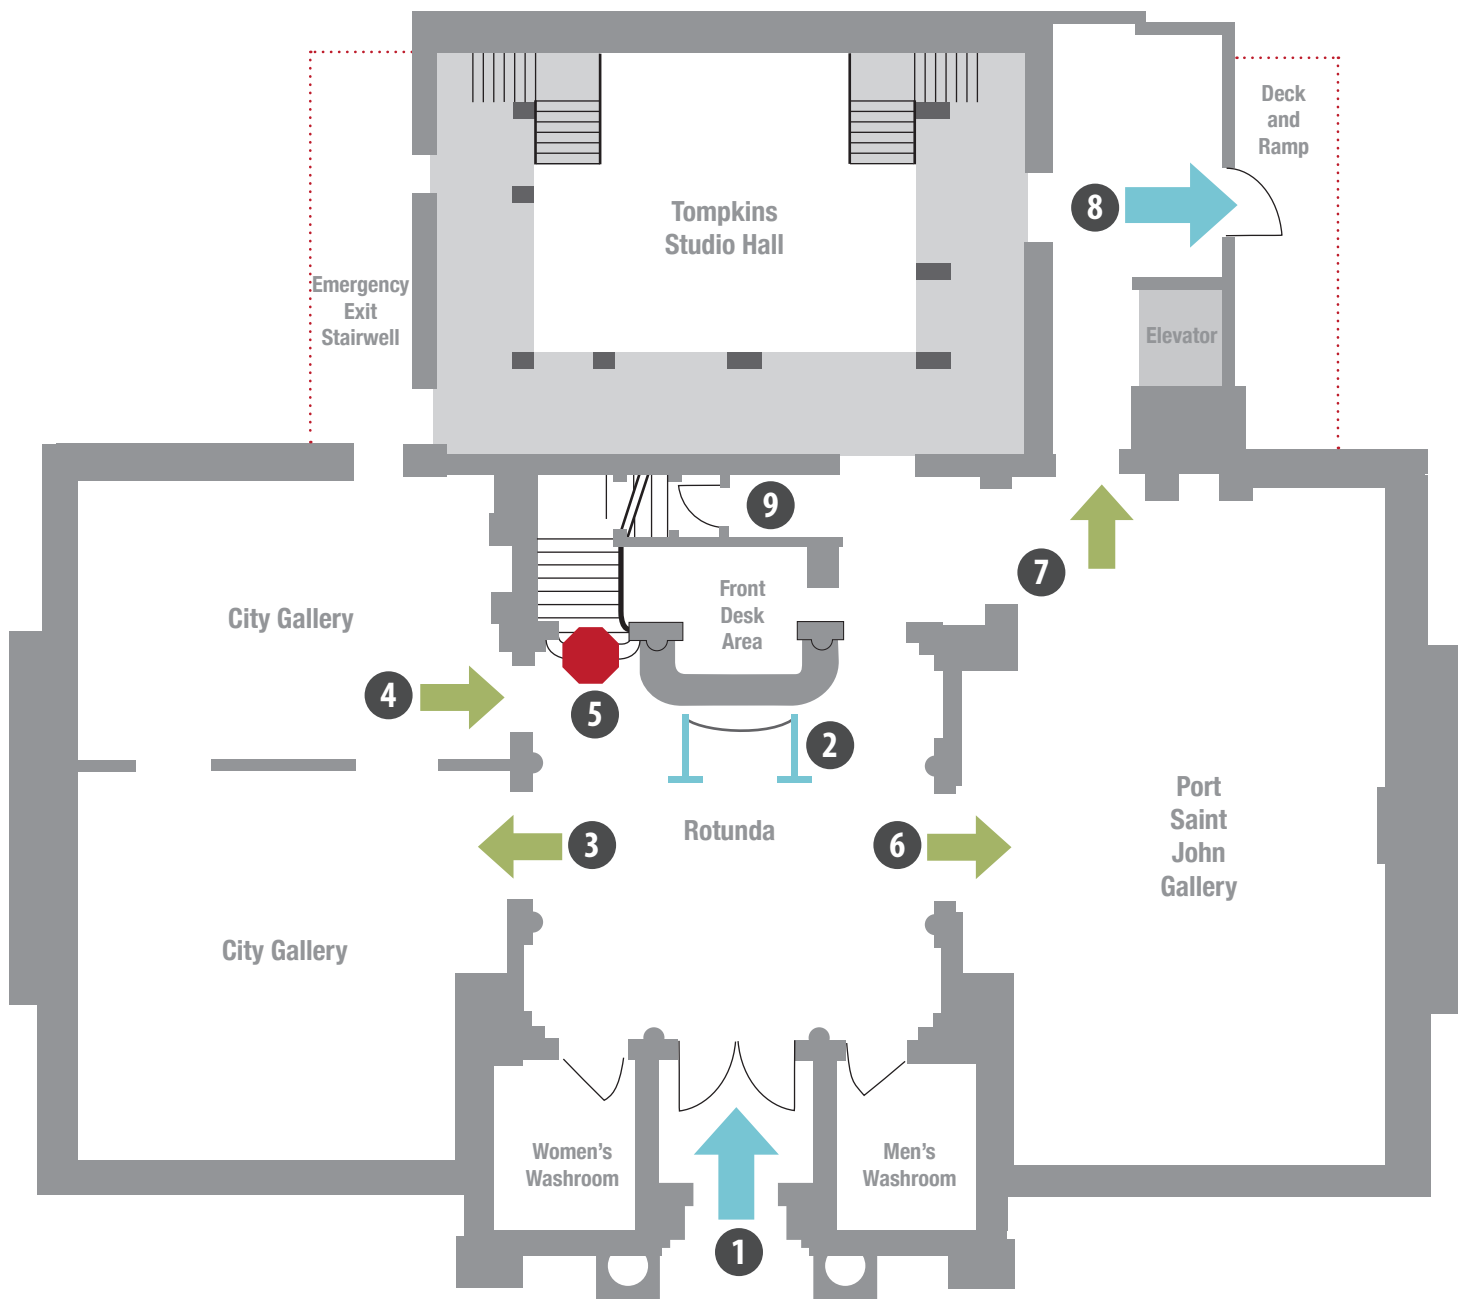 Deck
and
Ramp
8
Tompkins
Studio Hall
Emergency
Exit
Stairwell
Elevator
9
7
Front
Desk
Area
City Gallery
4
5
2
Rotunda
3
6
Port
Saint
John
Gallery
City Gallery
Women's
Washroom
Men's
Washroom
1